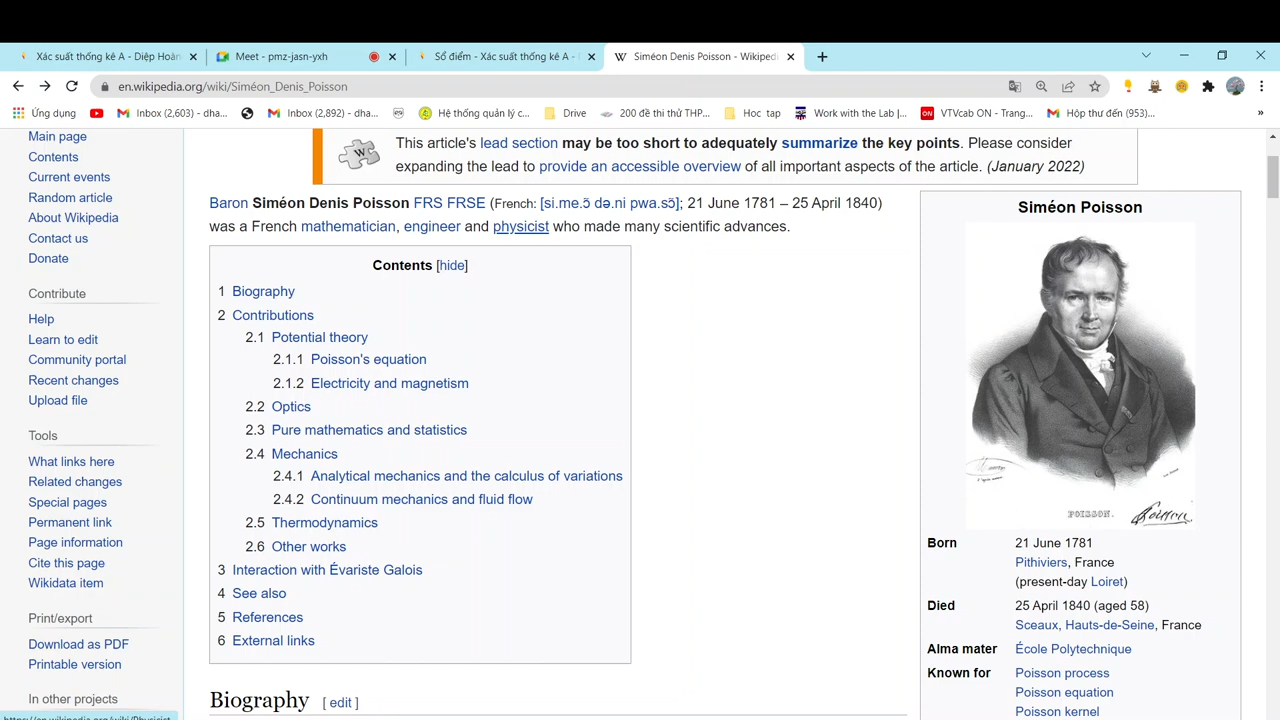 Xác suất thống kê A - Diệp Hoàn
Meet - pmz-jasn-yxh
Sổ điểm - Xác suất thống kê A -
Siméon Denis Poisson - Wikipedi
en.wikipedia.org/wiki/Siméon_Denis_Poisson
Ứng dụng
Inbox (2,603) - dha...
Inbox (2,892) - dha...
Hệ thống quản lý c...
Drive
200 đề thi thử THP...
Hoc tap
Work with the Lab |...
VTVcab ON - Trang...
Hộp thư đến (953)...
»
Main page
Contents
Current events
Random article
About Wikipedia
Contact us
Donate
Contribute
Help
Learn to edit
Community portal
Recent changes
Upload file
Tools
What links here
Related changes
Special pages
Permanent link
Page information
Cite this page
Wikidata item
Print/export
Download as PDF
Printable version
In other projects
https://en.wikipedia.org/wiki/Physicist
This article's lead section may be too short to adequately summarize the key points. Please consider
expanding the lead to provide an accessible overview of all important aspects of the article. (January 2022)
Baron Siméon Denis Poisson FRS FRSE (French: [si.me.ɔ̃ də.ni pwa.sɔ̃]; 21 June 1781 – 25 April 1840)
was a French mathematician, engineer and physicist who made many scientific advances.
Contents [hide]
1 Biography
2 Contributions
2.1 Potential theory
2.1.1 Poisson's equation
2.1.2 Electricity and magnetism
2.2 Optics
2.3 Pure mathematics and statistics
2.4 Mechanics
2.4.1 Analytical mechanics and the calculus of variations
2.4.2 Continuum mechanics and fluid flow
2.5 Thermodynamics
2.6 Other works
3 Interaction with Évariste Galois
4 See also
5 References
6 External links
Biography [ edit ]
Siméon Poisson
POISSON.
Poisson
Born 21 June 1781
Pithiviers, France
(present-day Loiret)
Died 25 April 1840 (aged 58)
Sceaux, Hauts-de-Seine, France
Alma mater École Polytechnique
Known for Poisson process
Poisson equation
Poisson kernel